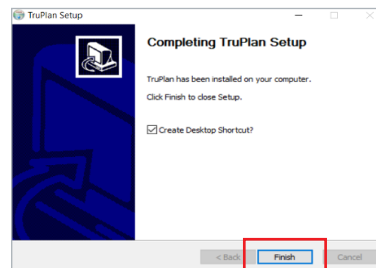 TruPlan Setup
Completing TruPlan Setup
TruPlan has been installed on your computer.
Click Finish to close Setup.
Create Desktop Shortcut?
< Back
Finish
Cancel